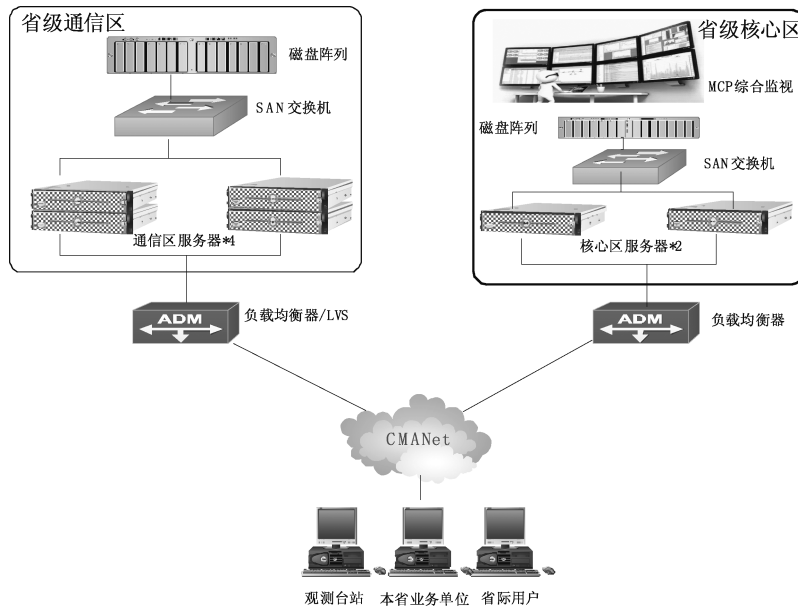 省级通信区
磁盘阵列
SAN交换机
通信区服务器*4
ADM
负载均衡器/LVS
省级核心区
MCP综合监视
磁盘阵列
SAN交换机
核心区服务器*2
ADM
负载均衡器
CMANet
观测台站
本省业务单位
省际用户